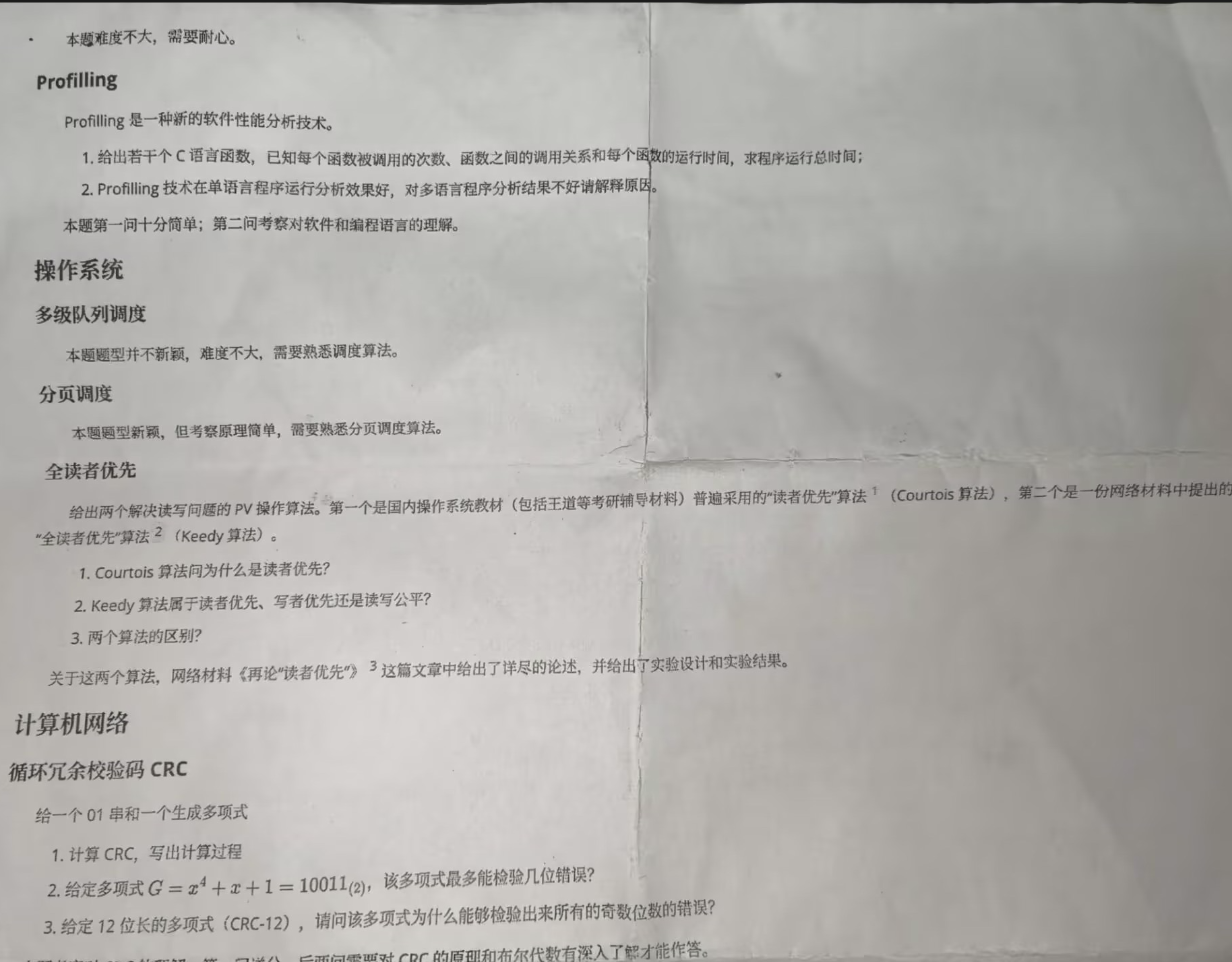 本题难度不大，需要耐心。
Profilling
Profilling 是一种新的软件性能分析技术。
1. 给出若干个 C 语言函数，已知每个函数被调用的次数、函数之间的调用关系和每个函数的运行时间，求程序运行总时间；
2. Profilling 技术在单语言程序运行分析效果好，对多语言程序分析结果不好请解释原因。
本题第一问十分简单；第二问考察对软件和编程语言的理解。
操作系统
多级队列调度
本题题型并不新颖，难度不大，需要熟悉调度算法。
分页调度
本题题型新颖，但考察原理简单，需要熟悉分页调度算法。
全读者优先
给出两个解决读写问题的 PV 操作算法。第一个是国内操作系统教材（包括王道等考研辅导材料）普遍采用的“读者优先”算法 1 （Courtois 算法），第二个是一份网络材料中提出的
“全读者优先”算法 2 （Keedy 算法）。
1. Courtois 算法问为什么是读者优先？
2. Keedy 算法属于读者优先、写者优先还是读写公平？
3. 两个算法的区别？
关于这两个算法，网络材料《再论“读者优先”》 3 这篇文章中给出了详尽的论述，并给出了实验设计和实验结果。
计算机网络
循环冗余校验码 CRC
给一个 01 串和一个生成多项式
1. 计算 CRC，写出计算过程
2. 给定多项式 G = x⁴ + x + 1 = 10011₍₂₎，该多项式最多能检验几位错误？
3. 给定 12 位长的多项式（CRC-12），请问该多项式为什么能够检验出来所有的奇数位数的错误？
后两问需要对 CRC 的原理和布尔代数有深入了解才能作答。